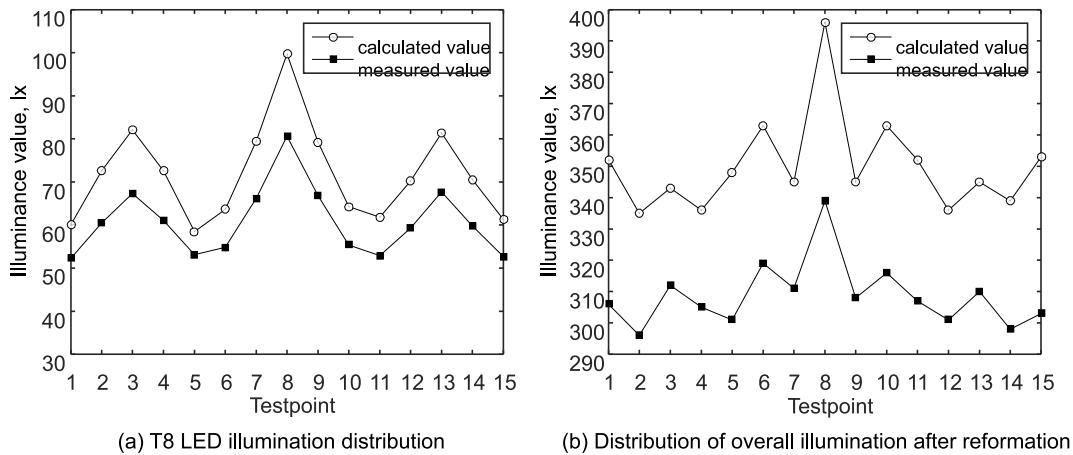 110
100
90
80
70
60
50
40
30
Illuminance value, lx
calculated value
measured value
1 2 3 4 5 6 7 8 9 10 11 12 13 14 15
Testpoint
(a) T8 LED illumination distribution
400
390
380
370
360
350
340
330
320
310
300
290
Illuminance value, lx
calculated value
measured value
1 2 3 4 5 6 7 8 9 10 11 12 13 14 15
Testpoint
(b) Distribution of overall illumination after reformation